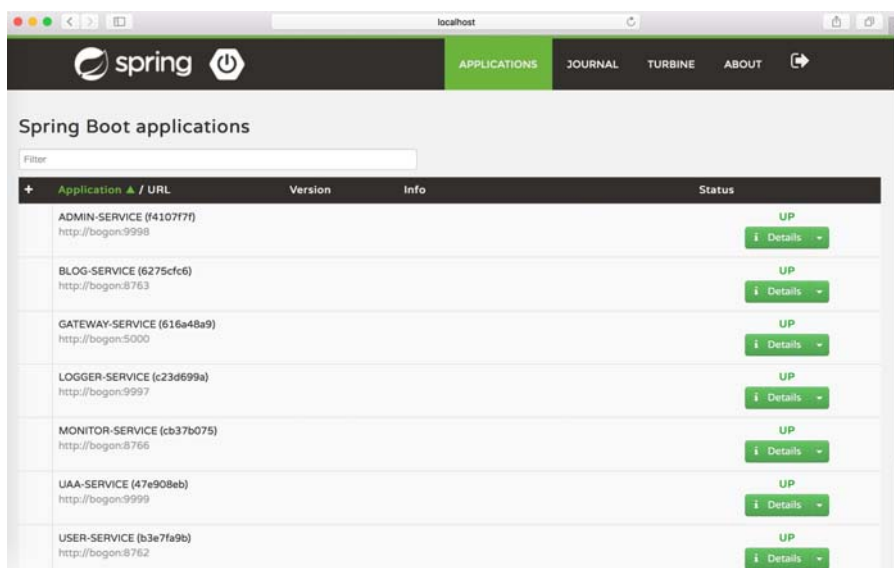 localhost
spring APPLICATIONS JOURNAL TURBINE ABOUT
Spring Boot applications
Filter
+ Application ▲ / URL Version Info Status
ADMIN-SERVICE (f4107f7f) UP
http://bogon:9998 i Details
BLOG-SERVICE (6275cfc6) UP
http://bogon:8763 i Details
GATEWAY-SERVICE (616a48a9) UP
http://bogon:5000 i Details
LOGGER-SERVICE (c23d699a) UP
http://bogon:9997 i Details
MONITOR-SERVICE (cb37b075) UP
http://bogon:8766 i Details
UAA-SERVICE (47e908eb) UP
http://bogon:9999 i Details
USER-SERVICE (b3e7fa9b) UP
http://bogon:8762 i Details